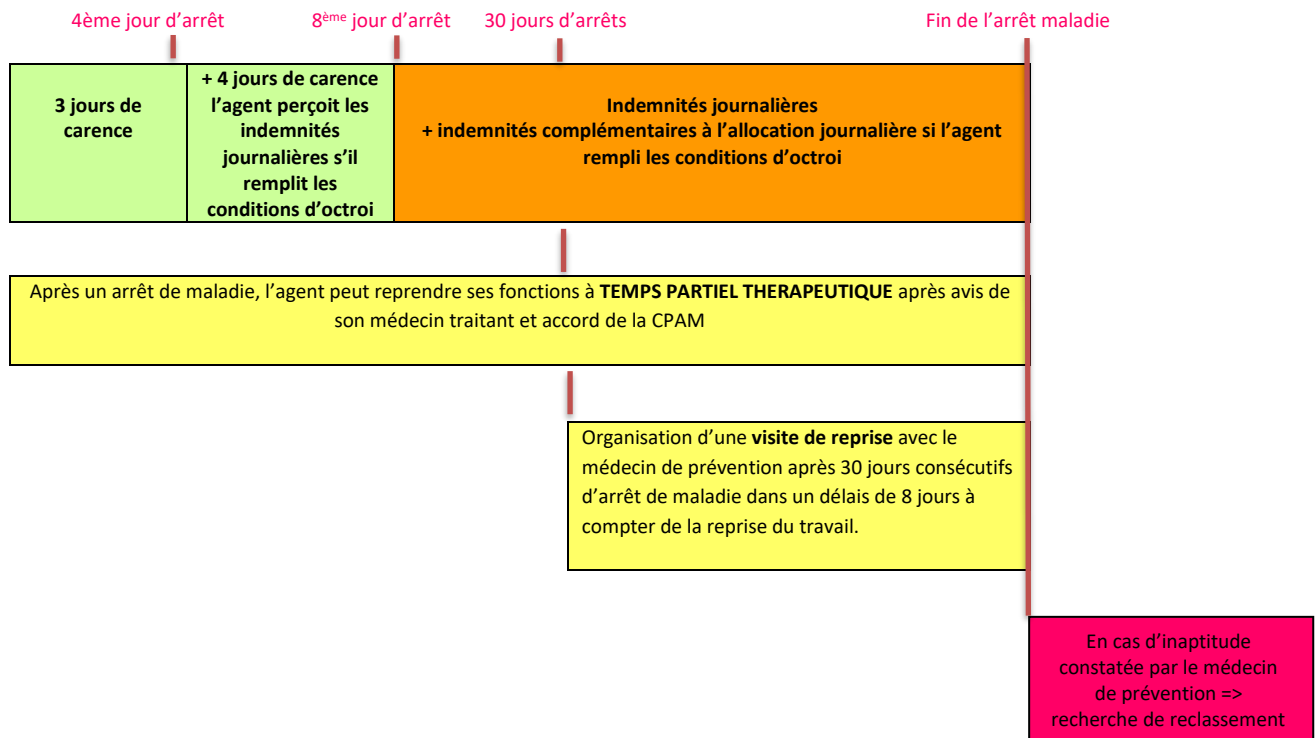 4ème jour d’arrêt
8ème jour d’arrêt
30 jours d’arrêts
Fin de l’arrêt maladie
3 jours de
carence
+ 4 jours de carence
l’agent perçoit les
indemnités
journalières s’il
remplit les
conditions d’octroi
Indemnités journalières
+ indemnités complémentaires à l’allocation journalière si l’agent
rempli les conditions d’octroi
Après un arrêt de maladie, l’agent peut reprendre ses fonctions à TEMPS PARTIEL THERAPEUTIQUE après avis de
son médecin traitant et accord de la CPAM
Organisation d’une visite de reprise avec le
médecin de prévention après 30 jours consécutifs
d’arrêt de maladie dans un délais de 8 jours à
compter de la reprise du travail.
En cas d’inaptitude
constatée par le médecin
de prévention =>
recherche de reclassement